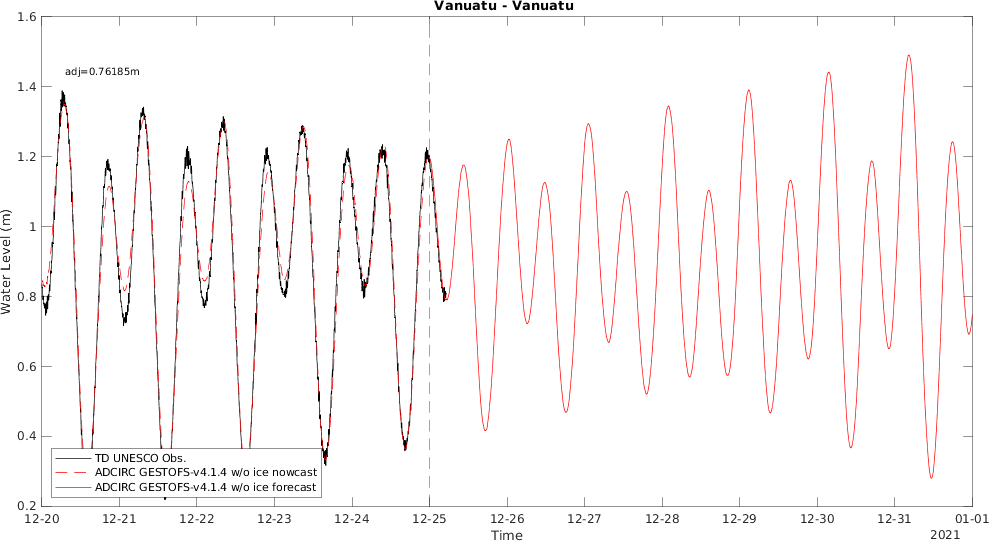 Vanuatu - Vanuatu
1.6
1.4
1.2
1
0.8
0.6
0.4
0.2
Water Level (m)
adj=0.76185m
TD UNESCO Obs.
ADCIRC GESTOFS-v4.1.4 w/o ice nowcast
ADCIRC GESTOFS-v4.1.4 w/o ice forecast
12-20 12-21 12-22 12-23 12-24 12-25 12-26 12-27 12-28 12-29 12-30 12-31 01-01
Time
2021